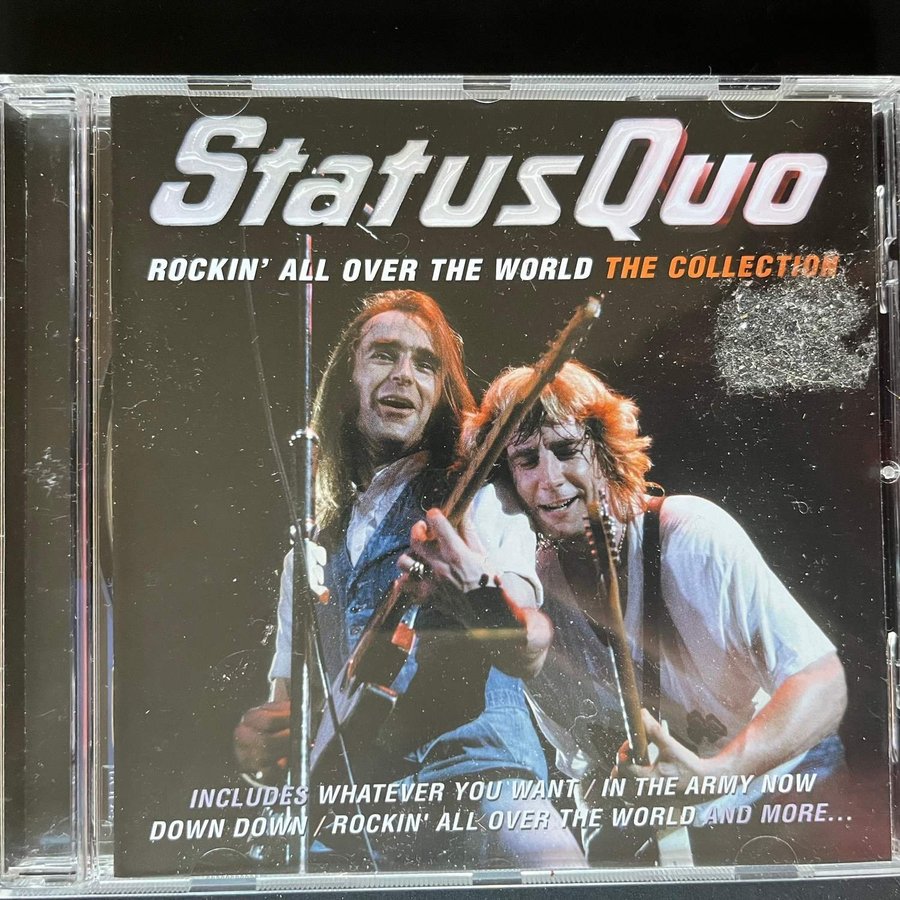 StatusQuo
ROCKIN' ALL OVER THE WORLD THE COLLECTION
INCLUDES WHATEVER YOU WANT / IN THE ARMY NOW
DOWN DOWN / ROCKIN' ALL OVER THE WORLD AND MORE...